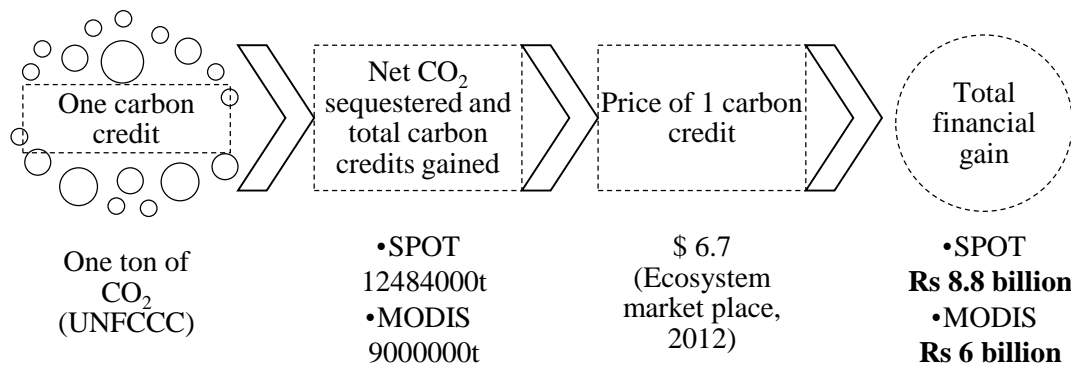 One carbon
credit
Net CO₂
sequestered and
total carbon
credits gained
Price of 1 carbon
credit
Total
financial
gain
One ton of
CO₂
(UNFCCC)
•SPOT
12484000t
•MODIS
9000000t
$ 6.7
(Ecosystem
market place,
2012)
•SPOT
Rs 8.8 billion
•MODIS
Rs 6 billion